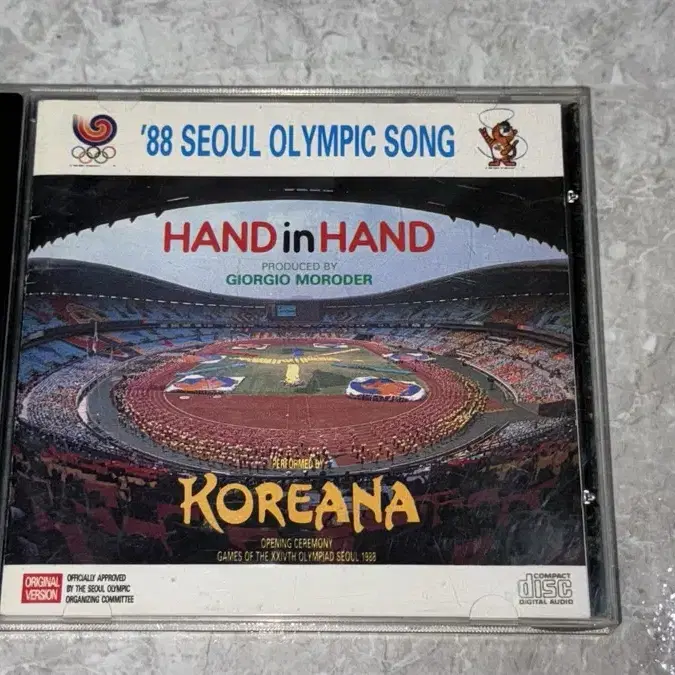 '88 SEOUL OLYMPIC SONG
HAND in HAND
PRODUCED BY
GIORGIO MORODER
PERFORMED BY
KOREANA
OPENING CEREMONY
GAMES OF THE XXIVTH OLYMPIAD SEOUL 1988
ORIGINAL
VERSION
OFFICIALLY APPROVED
BY THE SEOUL OLYMPIC
ORGANIZING COMMITTEE
COMPACT
disc
DIGITAL AUDIO